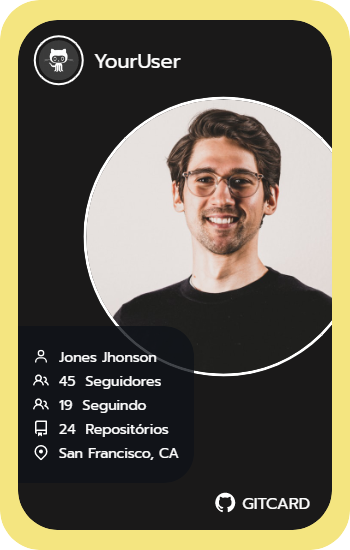 YourUser
Jones Jhonson
45 Seguidores
19 Seguindo
24 Repositórios
San Francisco, CA
GITCARD